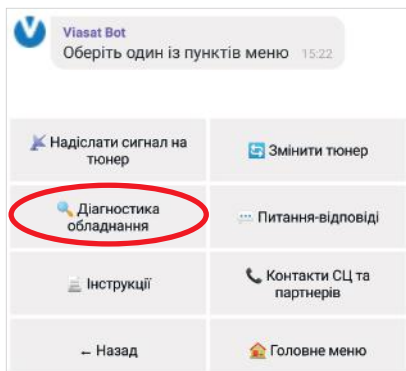 Viasat Bot
Оберіть один із пунктів меню 15:22
Надіслати сигнал на
тюнер
Змінити тюнер
Діагностика
обладнання
Питання-відповіді
Інструкції
Контакти СЦ та
партнерів
← Назад
Головне меню